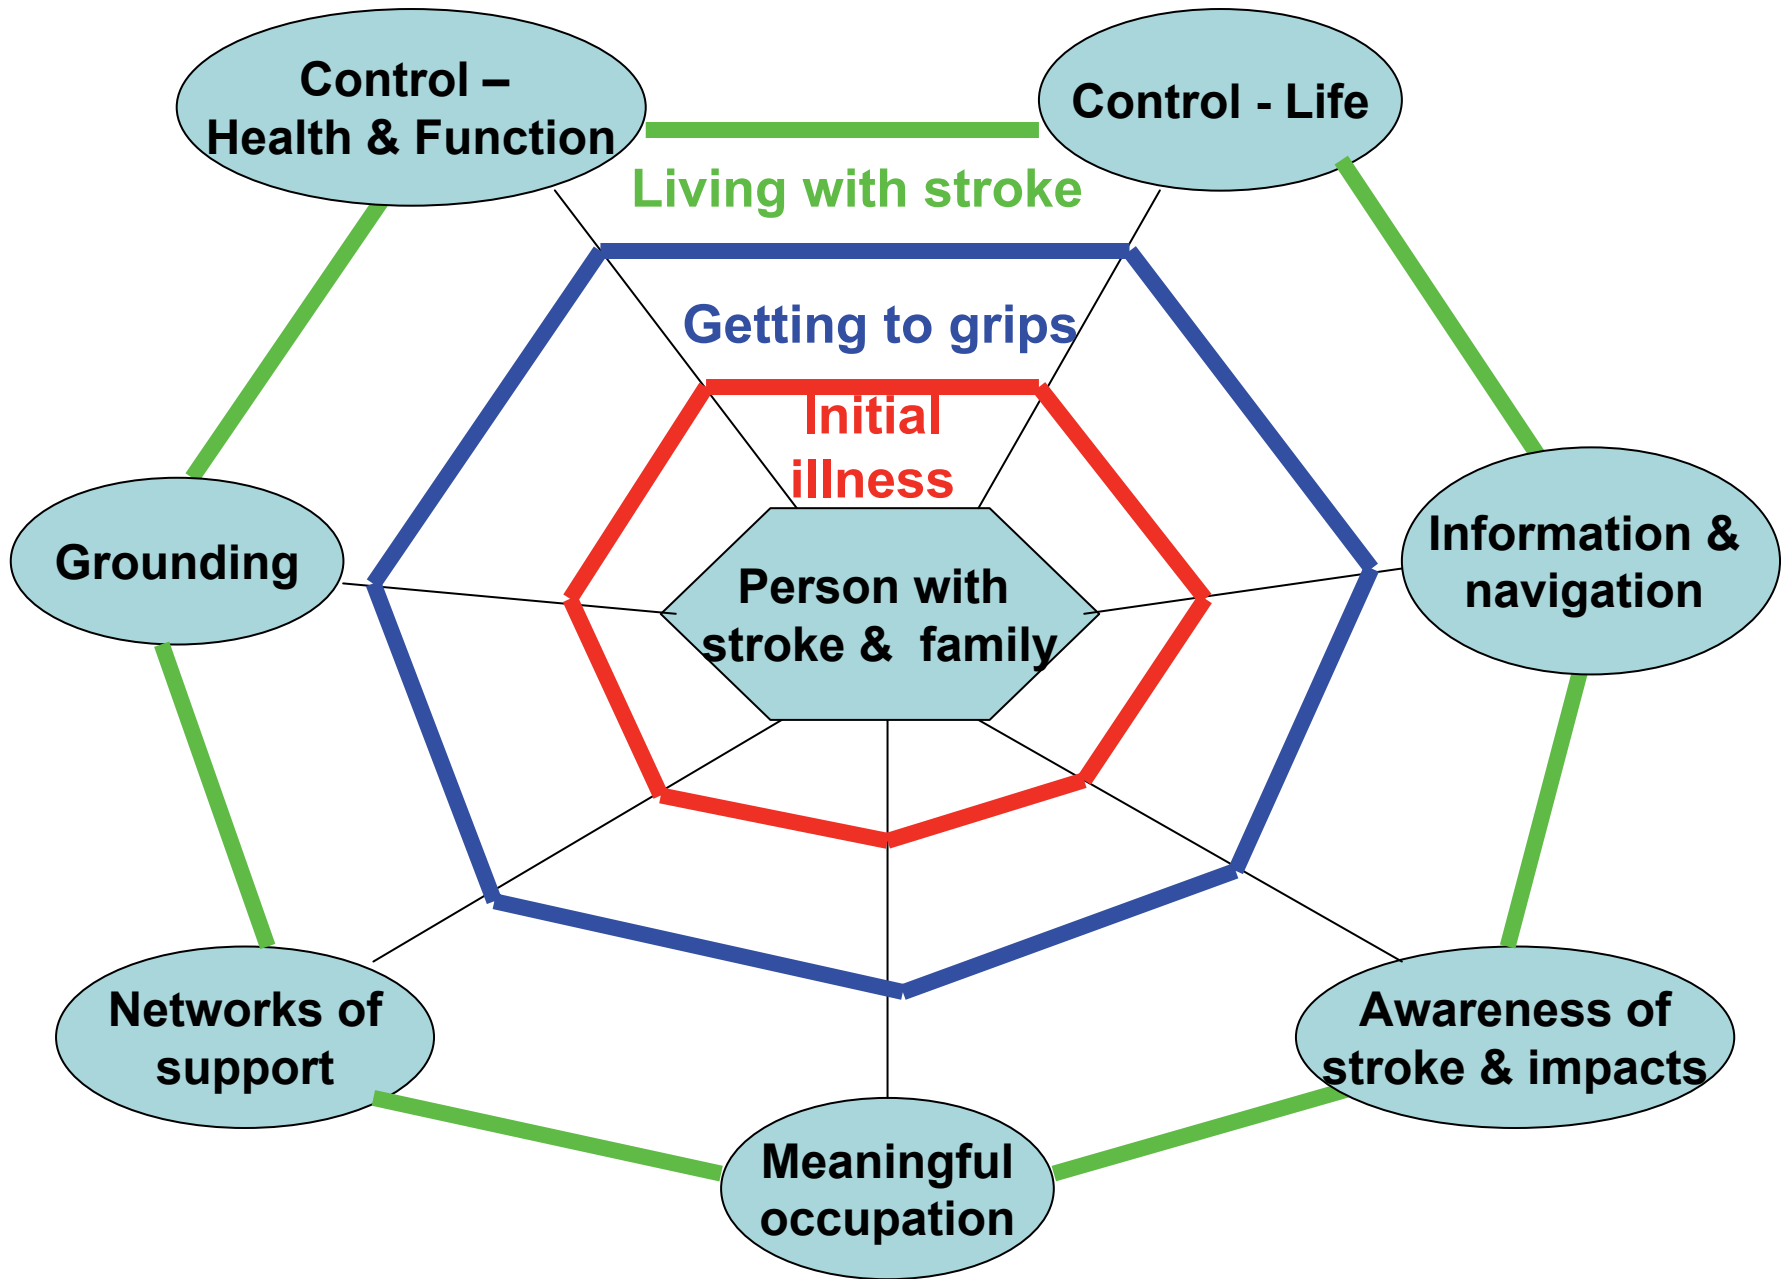 Control –
Health & Function
Control - Life
Living with stroke
Getting to grips
Initial
illness
Grounding
Person with
stroke & family
Information &
navigation
Networks of
support
Awareness of
stroke & impacts
Meaningful
occupation